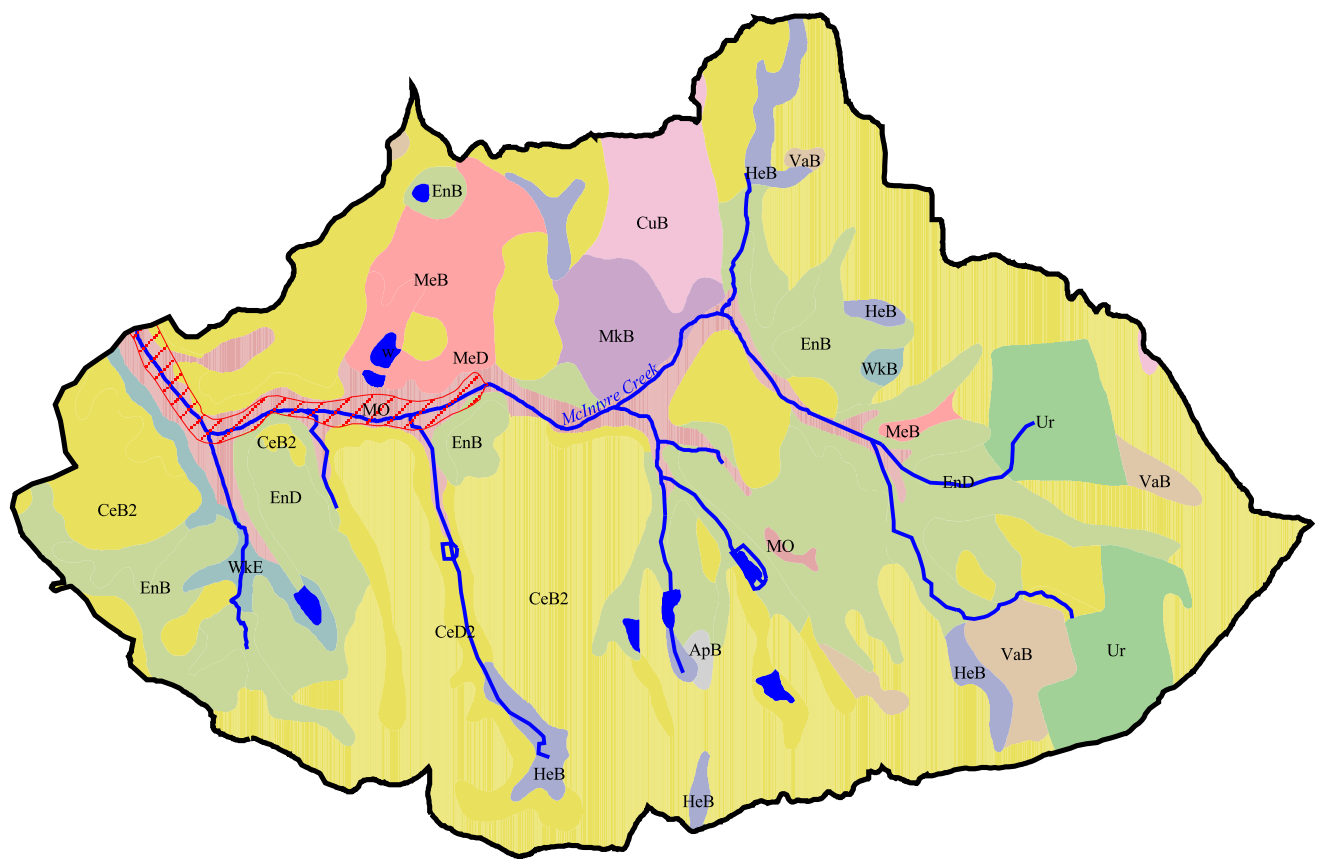 HeB
VaB
EnB
CuB
MeB
HeB
MkB
EnB
W
MeD
WkB
McIntyre Creek
MO
Ur
CeB2
EnB
MeB
EnD
VaB
EnD
CeB2
MO
WkE
EnB
CeB2
CeD2
ApB
VaB
Ur
HeB
HeB
HeB